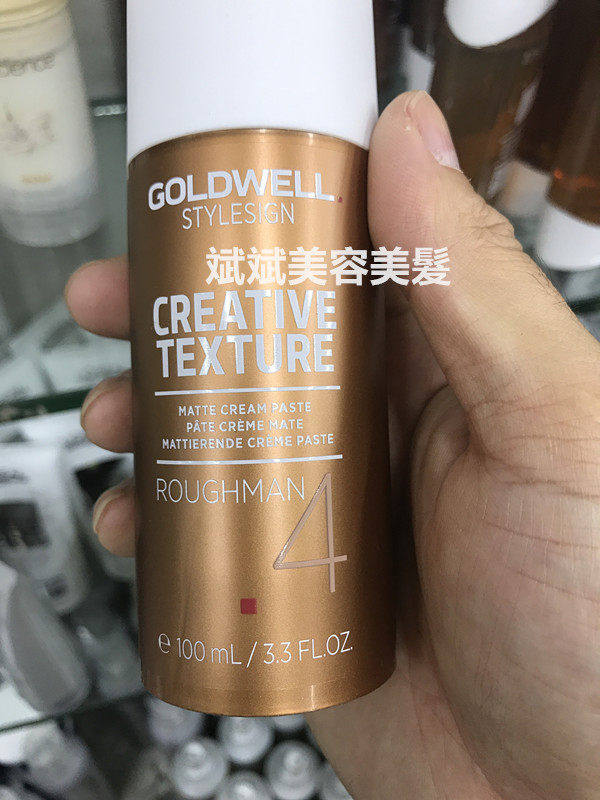 GOLDWELL.
STYLESIGN
斌斌美容美髮
CREATIVE
TEXTURE
MATTE CREAM PASTE
PÂTE CRÈME MATE
MATTIERENDE CRÈME PASTE
ROUGHMAN
4
e 100 mL / 3.3 FL.OZ.